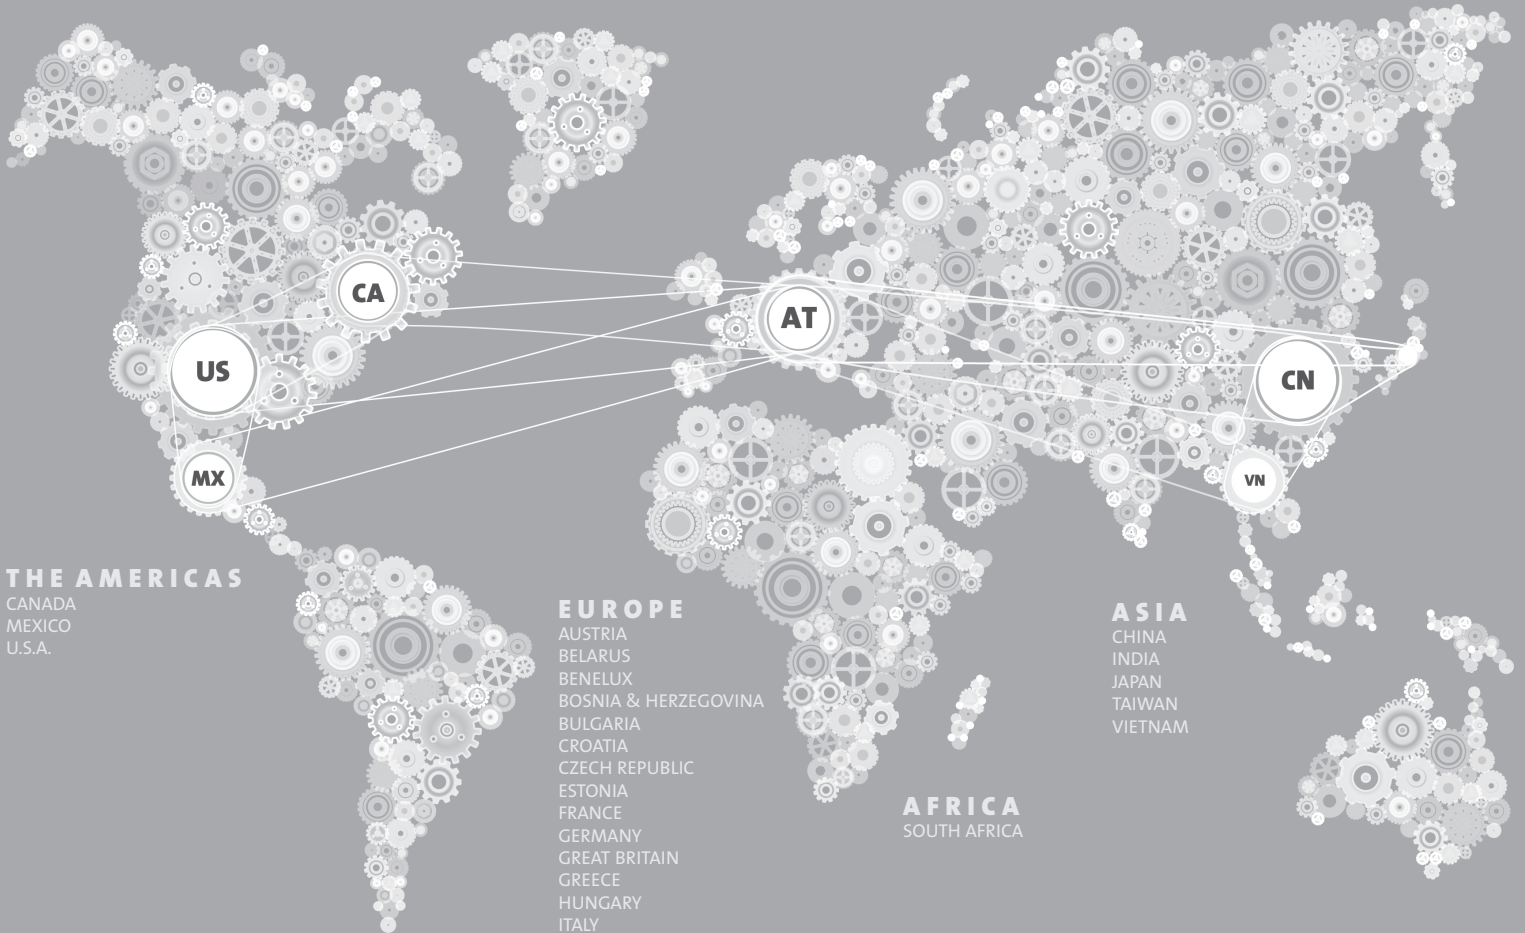 CA
US
MX
AT
CN
VN
THE AMERICAS
CANADA
MEXICO
U.S.A.
EUROPE
AUSTRIA
BELARUS
BENELUX
BOSNIA & HERZEGOVINA
BULGARIA
CROATIA
CZECH REPUBLIC
ESTONIA
FRANCE
GERMANY
GREAT BRITAIN
GREECE
HUNGARY
ITALY
AFRICA
SOUTH AFRICA
ASIA
CHINA
INDIA
JAPAN
TAIWAN
VIETNAM